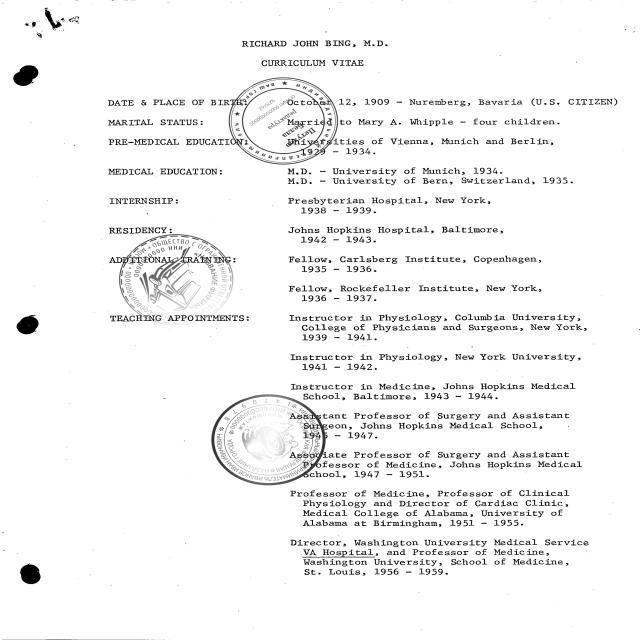 RICHARD JOHN BING, M.D.
CURRICULUM VITAE
DATE & PLACE OF BIRTH: October 12, 1909 - Nuremberg, Bavaria (U.S. CITIZEN)
MARITAL STATUS: Married to Mary A. Whipple - four children.
PRE-MEDICAL EDUCATION: Universities of Vienna, Munich and Berlin,
1929 - 1934.
MEDICAL EDUCATION: M.D. - University of Munich, 1934.
M.D. - University of Bern, Switzerland, 1935.
INTERNSHIP: Presbyterian Hospital, New York,
1938 - 1939.
RESIDENCY: Johns Hopkins Hospital, Baltimore,
1942 - 1943.
ADDITIONAL TRAINING: Fellow, Carlsberg Institute, Copenhagen,
1935 - 1936.
Fellow, Rockefeller Institute, New York,
1936 - 1937.
TEACHING APPOINTMENTS: Instructor in Physiology, Columbia University,
College of Physicians and Surgeons, New York,
1939 - 1941.
Instructor in Physiology, New York University,
1941 - 1942.
Instructor in Medicine, Johns Hopkins Medical
School, Baltimore, 1943 - 1944.
Assistant Professor of Surgery and Assistant
Surgeon, Johns Hopkins Medical School,
1945 - 1947.
Associate Professor of Surgery and Assistant
Professor of Medicine, Johns Hopkins Medical
School, 1947 - 1951.
Professor of Medicine, Professor of Clinical
Physiology and Director of Cardiac Clinic,
Medical College of Alabama, University of
Alabama at Birmingham, 1951 - 1955.
Director, Washington University Medical Service
VA Hospital, and Professor of Medicine,
Washington University, School of Medicine,
St. Louis, 1956 - 1959.
ОБЩЕСТВО С